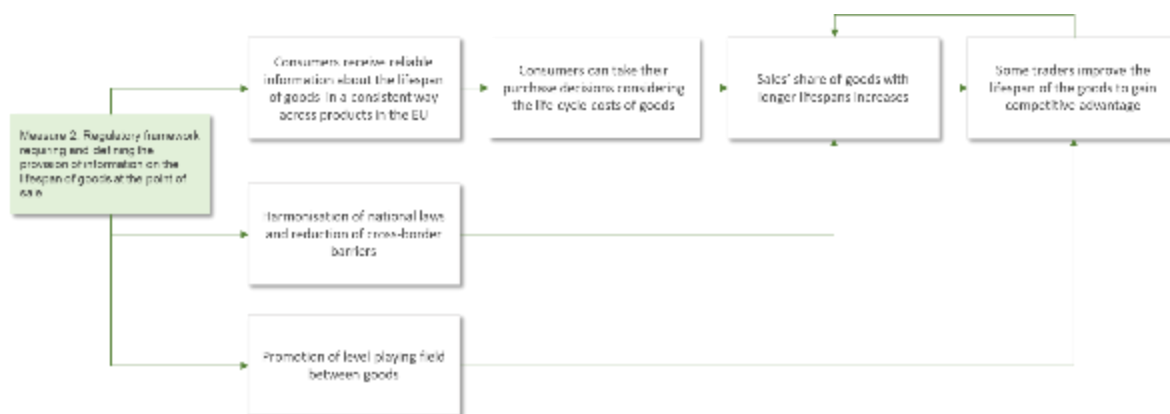 Consumers receive reliable
information about the lifespan
of goods in a consistent way
across products in the EU
Consumers can take their
purchase decisions considering
the life cycle costs of goods
Sales' share of goods with
longer lifespans increases
Some traders improve the
lifespan of the goods to gain
competitive advantage
Measure 2. Regulatory framework
requiring and defining the
provision of information on the
lifespan of goods at the point of
sale
Harmonisation of national laws
and reduction of cross-border
barriers
Promotion of level playing field
between goods